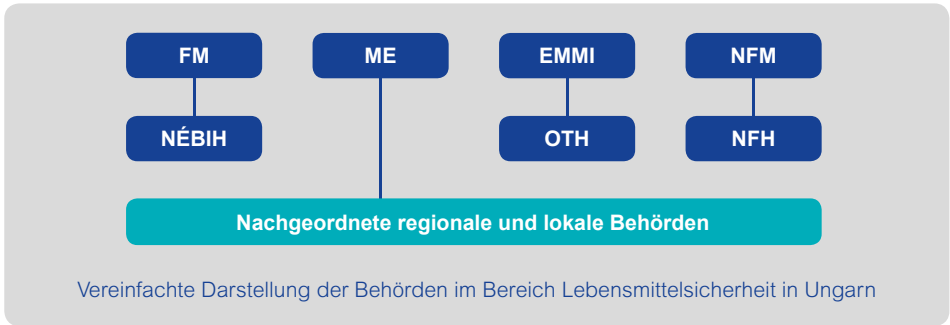 FM
ME
EMMI
NFM
NÉBIH
OTH
NFH
Nachgeordnete regionale und lokale Behörden
Vereinfachte Darstellung der Behörden im Bereich Lebensmittelsicherheit in Ungarn